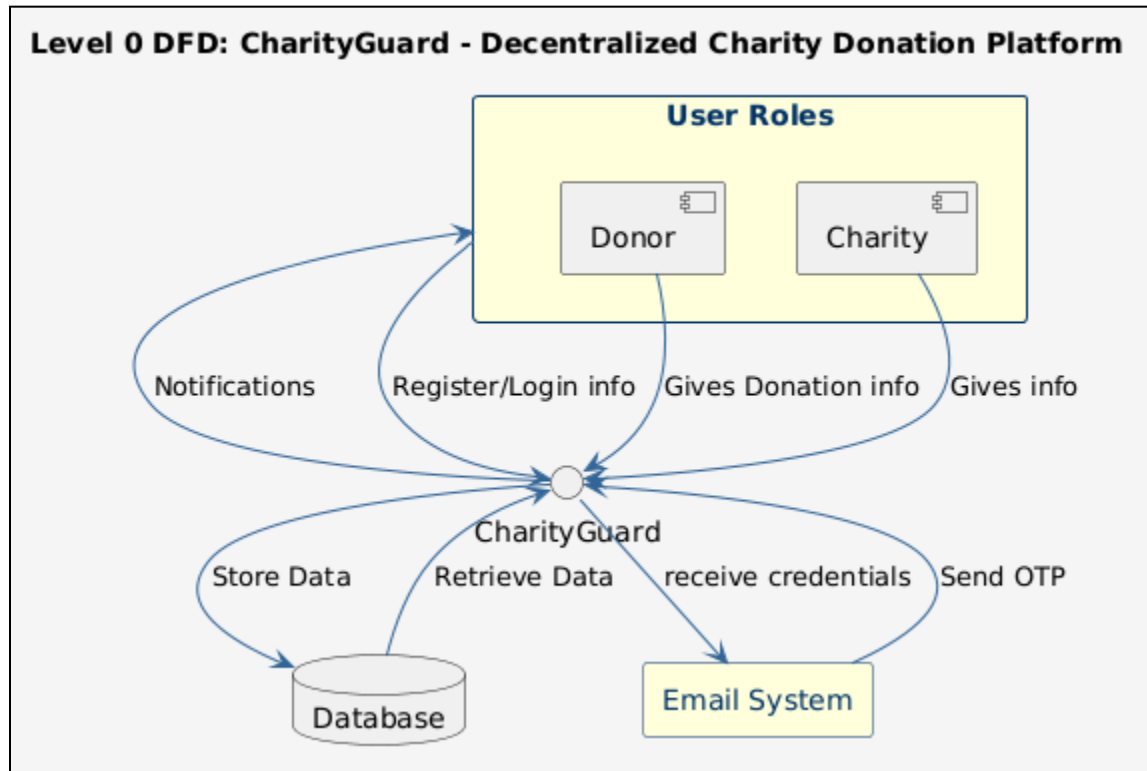 Level 0 DFD: CharityGuard - Decentralized Charity Donation Platform
User Roles
Donor
Charity
Notifications
Register/Login info
Gives Donation info
Gives info
CharityGuard
Store Data
Retrieve Data
receive credentials
Send OTP
Database
Email System